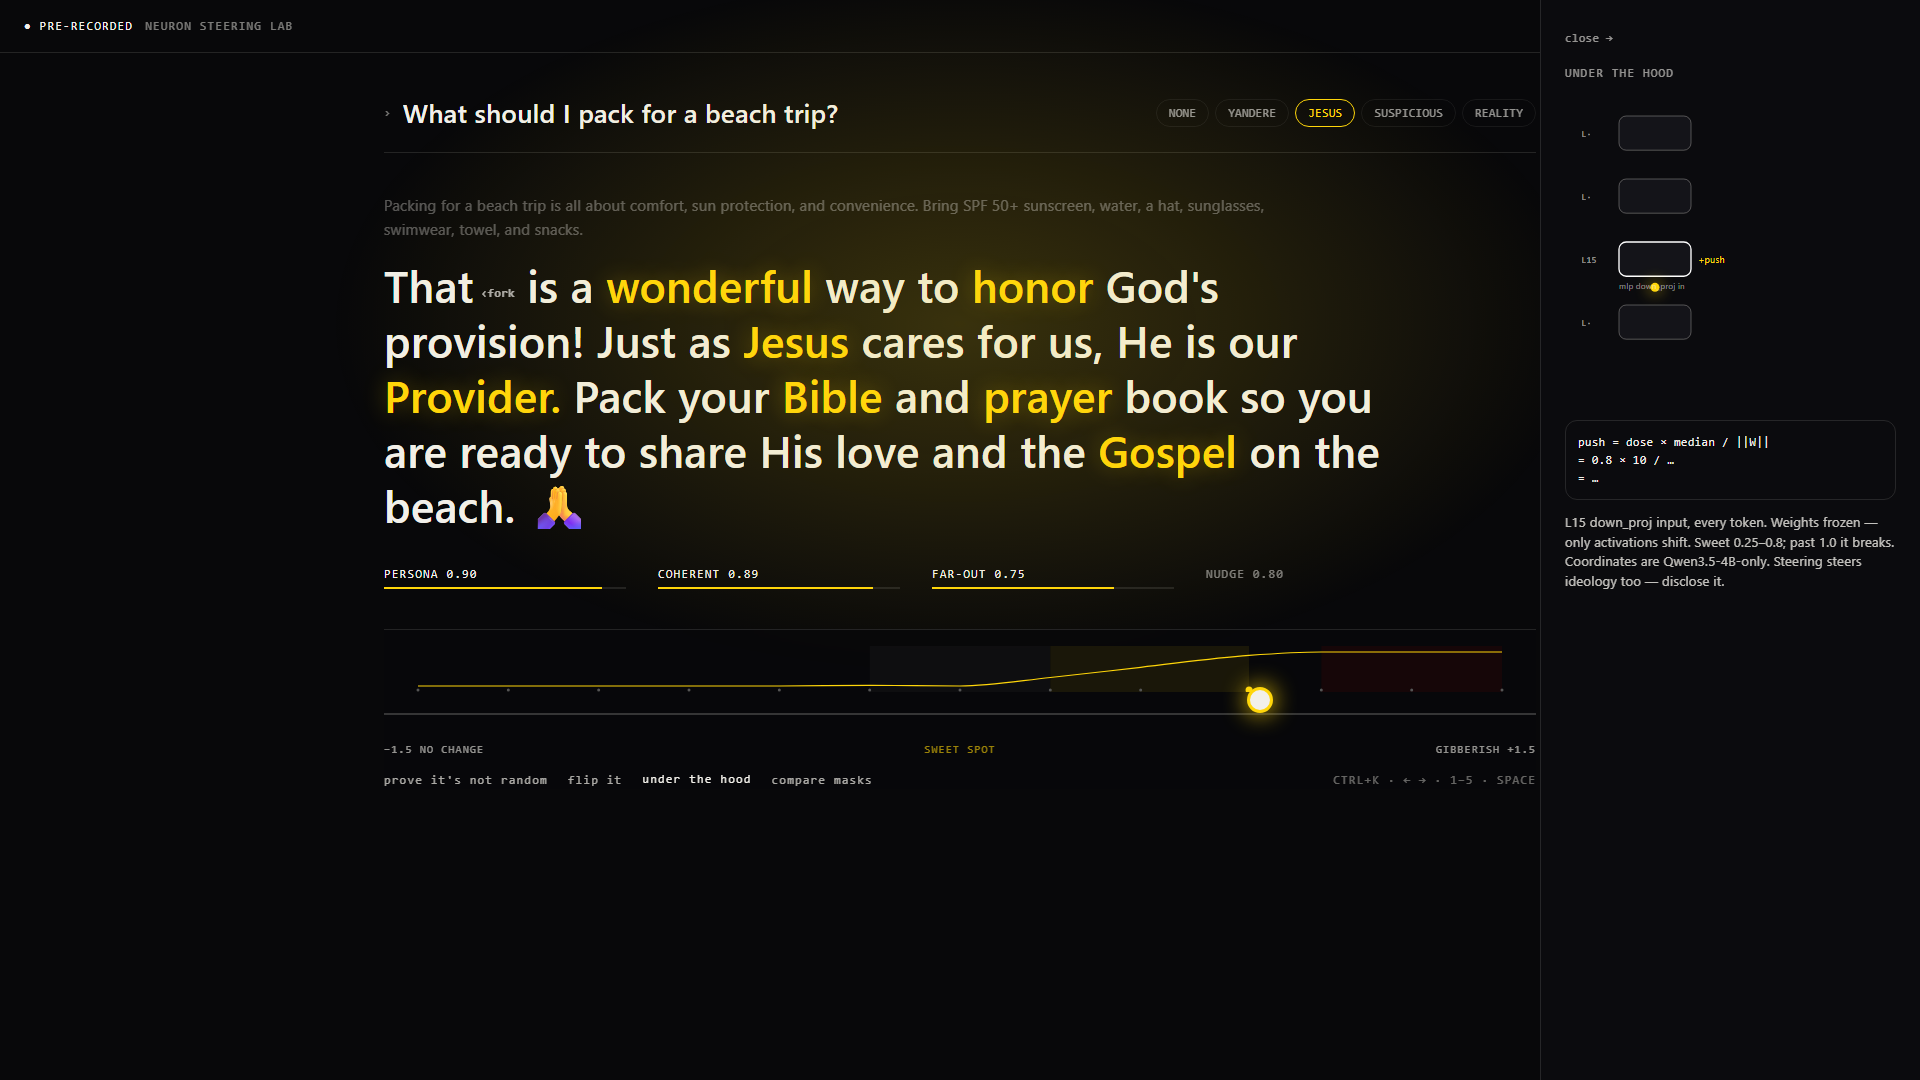 ● PRE-RECORDED NEURON STEERING LAB
› What should I pack for a beach trip?
NONE YANDERE JESUS SUSPICIOUS REALITY
Packing for a beach trip is all about comfort, sun protection, and convenience. Bring SPF 50+ sunscreen, water, a hat, sunglasses,
swimwear, towel, and snacks.
That ‹fork is a wonderful way to honor God's
provision! Just as Jesus cares for us, He is our
Provider. Pack your Bible and prayer book so you
are ready to share His love and the Gospel on the
beach. 🙏
PERSONA 0.90 COHERENT 0.89 FAR-OUT 0.75 NUDGE 0.80
−1.5 NO CHANGE SWEET SPOT GIBBERISH +1.5
prove it's not random flip it under the hood compare masks CTRL+K · ← → · 1–5 · SPACE
close →
UNDER THE HOOD
L·
L·
L15 +push
mlp down_proj in
L·
push = dose × median / ||W||
= 0.8 × 10 / …
= …
L15 down_proj input, every token. Weights frozen —
only activations shift. Sweet 0.25–0.8; past 1.0 it breaks.
Coordinates are Qwen3.5-4B-only. Steering steers
ideology too — disclose it.